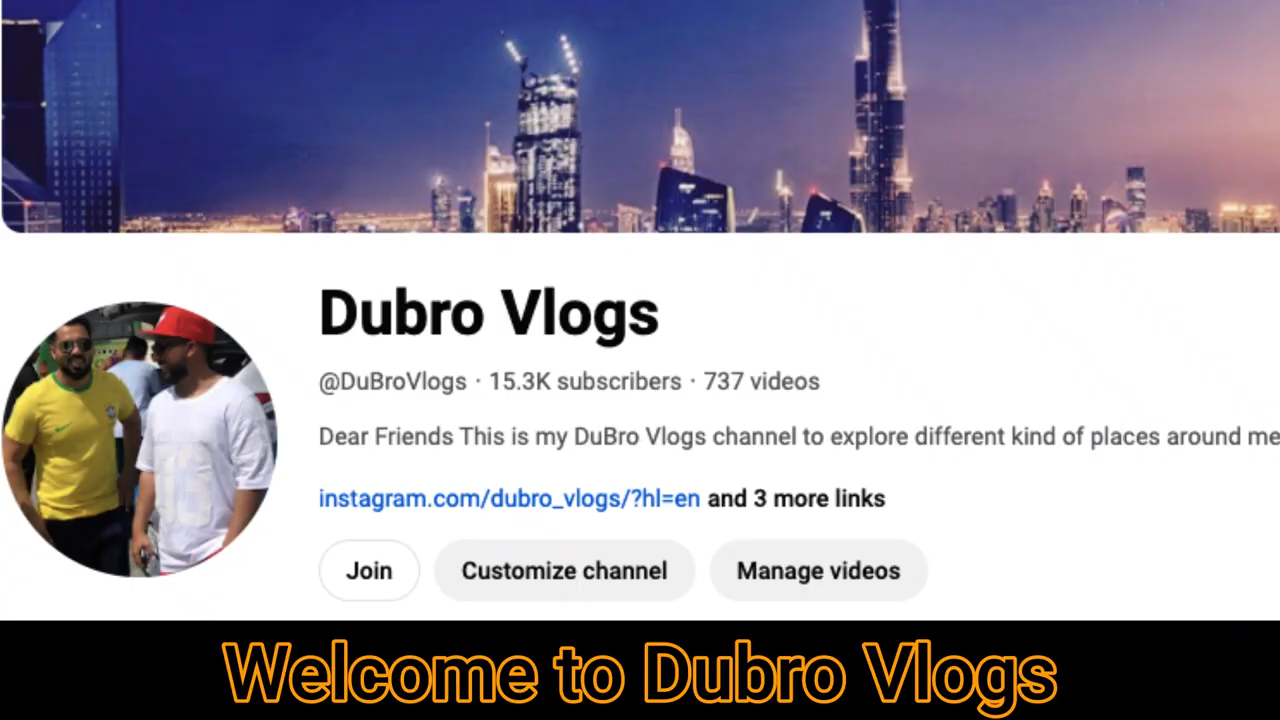 Dubro Vlogs
@DuBroVlogs · 15.3K subscribers · 737 videos
Dear Friends This is my DuBro Vlogs channel to explore different kind of places around me
instagram.com/dubro_vlogs/?hl=en and 3 more links
Join Customize channel Manage videos
Welcome to Dubro Vlogs